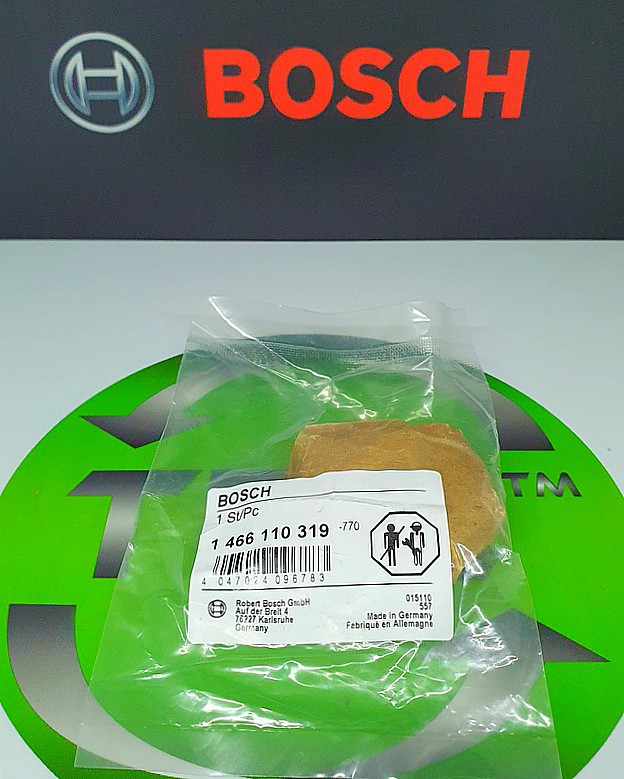 BOSCH
BOSCH
1 St/Pc
1 466 110 319 -770
4 047024 096783
Robert Bosch GmbH
Auf der Breit 4
76227 Karlsruhe
Germany
015110
557
Made in Germany
Fabriqué en Allemagne
TM